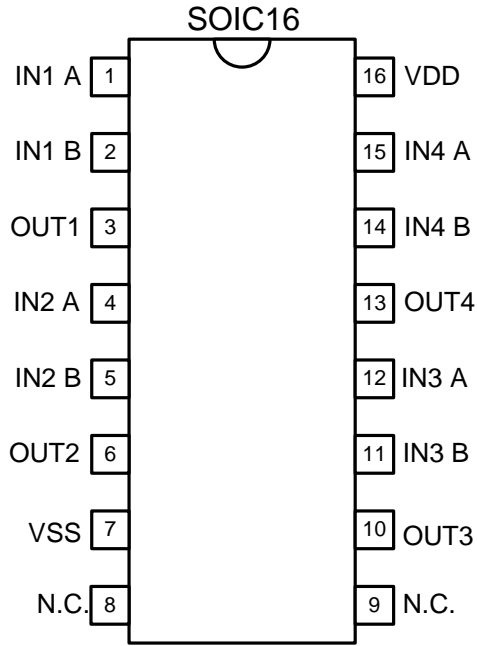 SOIC16
IN1 A 1 16 VDD
IN1 B 2 15 IN4 A
OUT1 3 14 IN4 B
IN2 A 4 13 OUT4
IN2 B 5 12 IN3 A
OUT2 6 11 IN3 B
VSS 7 10 OUT3
N.C. 8 9 N.C.